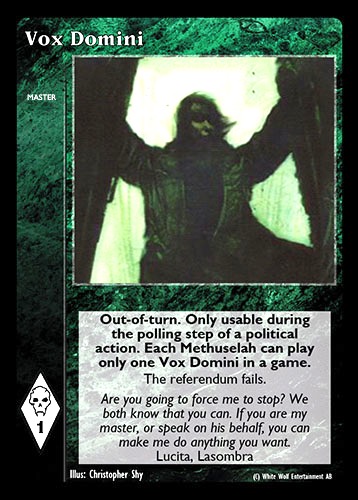 Vox Domini
MASTER
Out-of-turn. Only usable during
the polling step of a political
action. Each Methuselah can play
only one Vox Domini in a game.
The referendum fails.
Are you going to force me to stop? We
both know that you can. If you are my
master, or speak on his behalf, you can
make me do anything you want.
Lucita, Lasombra
1
Illus: Christopher Shy
(C) White Wolf Entertainment AB